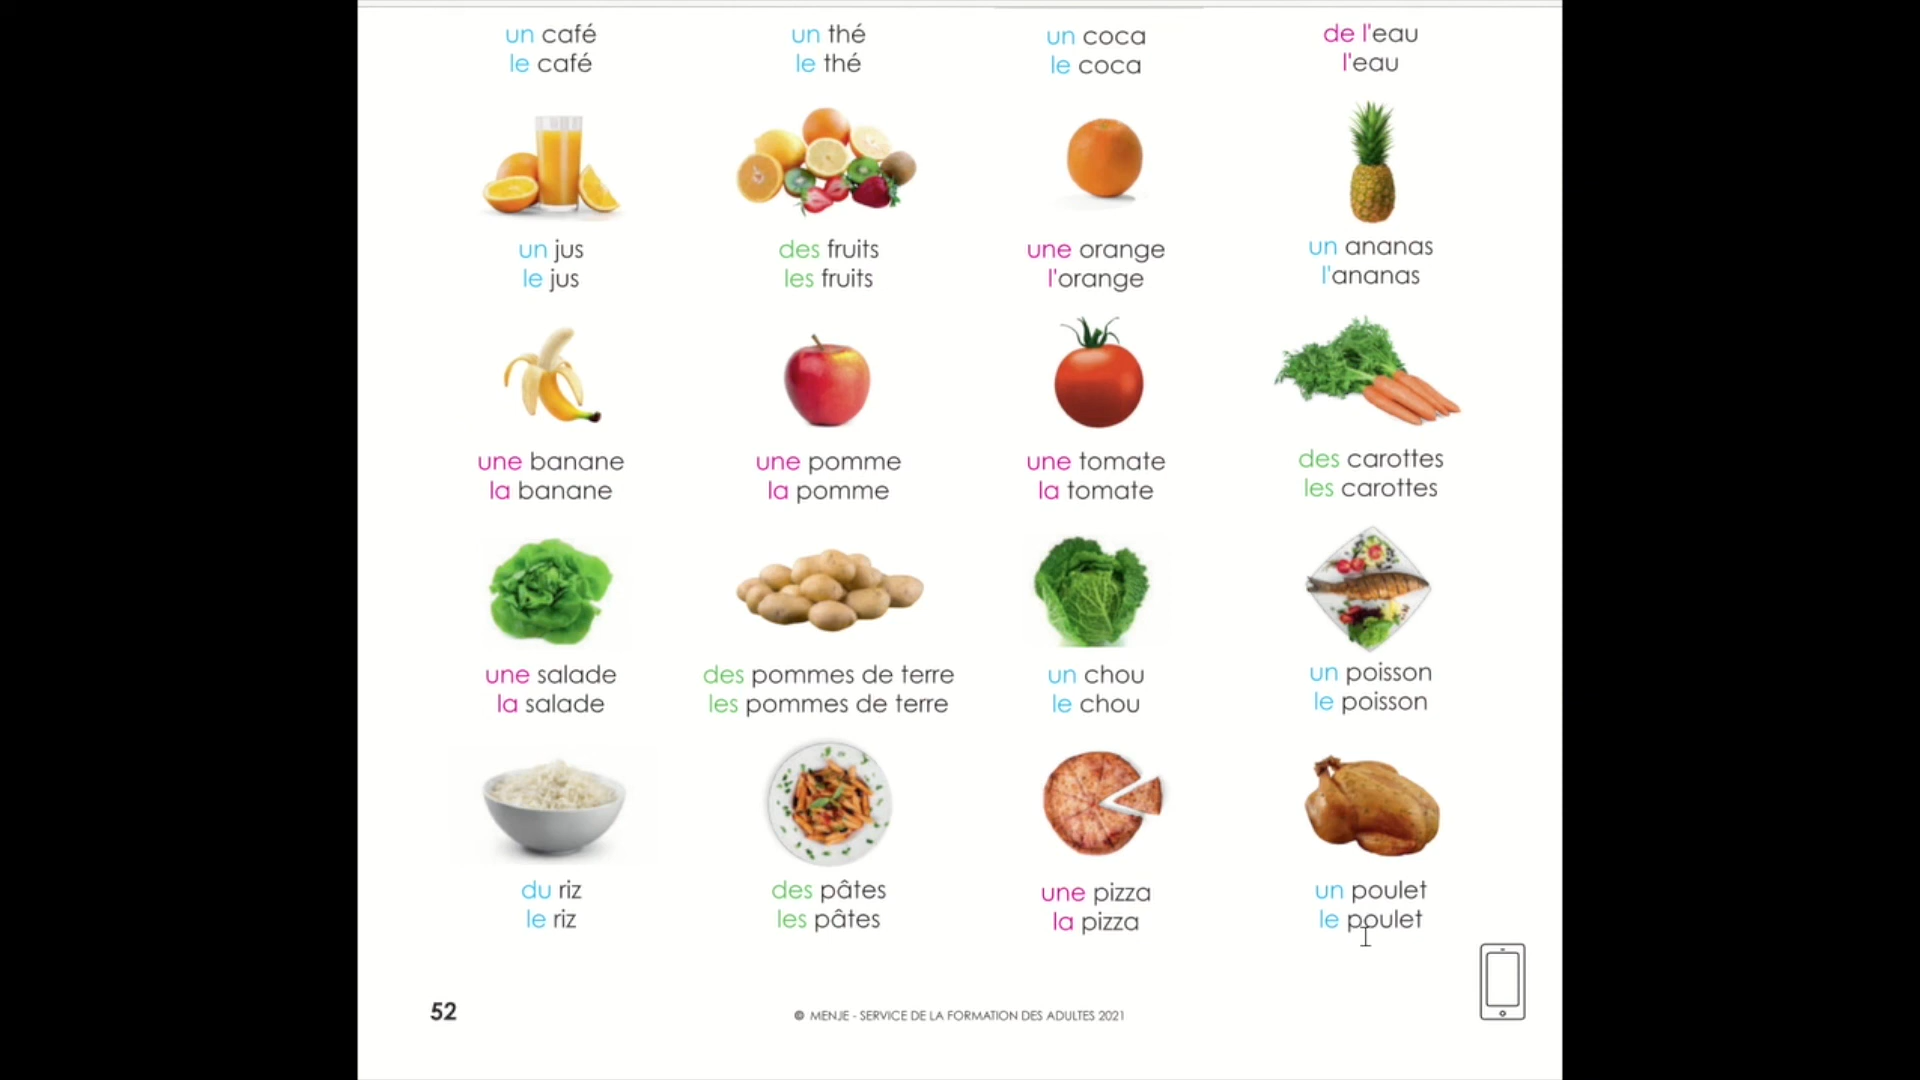 un café
le café
un thé
le thé
un coca
le coca
de l'eau
l'eau
un jus
le jus
des fruits
les fruits
une orange
l'orange
un ananas
l'ananas
une banane
la banane
une pomme
la pomme
une tomate
la tomate
des carottes
les carottes
une salade
la salade
des pommes de terre
les pommes de terre
un chou
le chou
un poisson
le poisson
du riz
le riz
des pâtes
les pâtes
une pizza
la pizza
un poulet
le poulet
52
© MENJE - SERVICE DE LA FORMATION DES ADULTES 2021